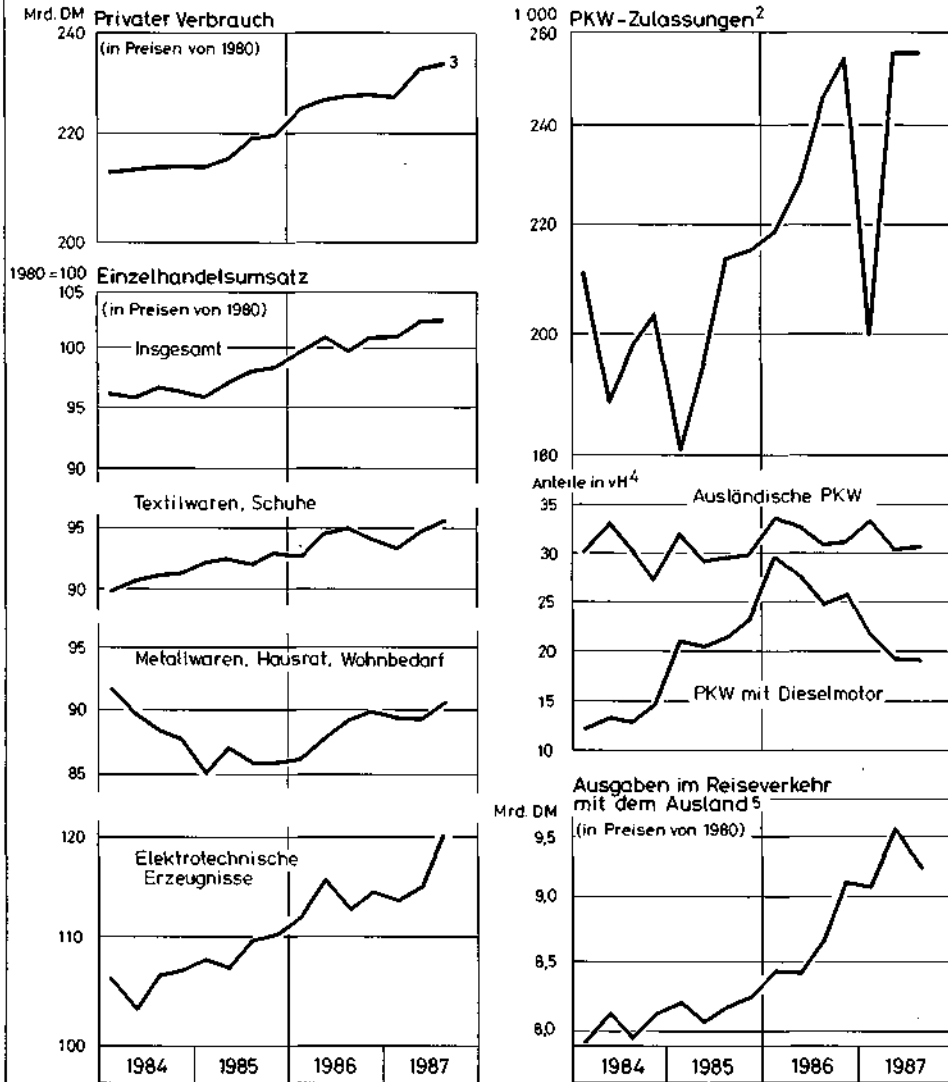 Mrd. DM
Privater Verbrauch
240
(in Preisen von 1980)
3
220
200
1980 =100
Einzelhandelsumsatz
105
(in Preisen von 1980)
100
Insgesamt
95
90
Textilwaren, Schuhe
95
90
95
Metallwaren, Hausrat, Wohnbedarf
90
85
120
Elektrotechnische
Erzeugnisse
110
100
1984 1985 1986 1987
1 000
PKW-Zulassungen²
260
240
220
200
180
Anteile in vH⁴
35
Ausländische PKW
30
25
20
PKW mit Dieselmotor
15
10
Ausgaben im Reiseverkehr
mit dem Ausland⁵
Mrd. DM
(in Preisen von 1980)
9,5
9,0
8,5
8,0
1984 1985 1986 1987